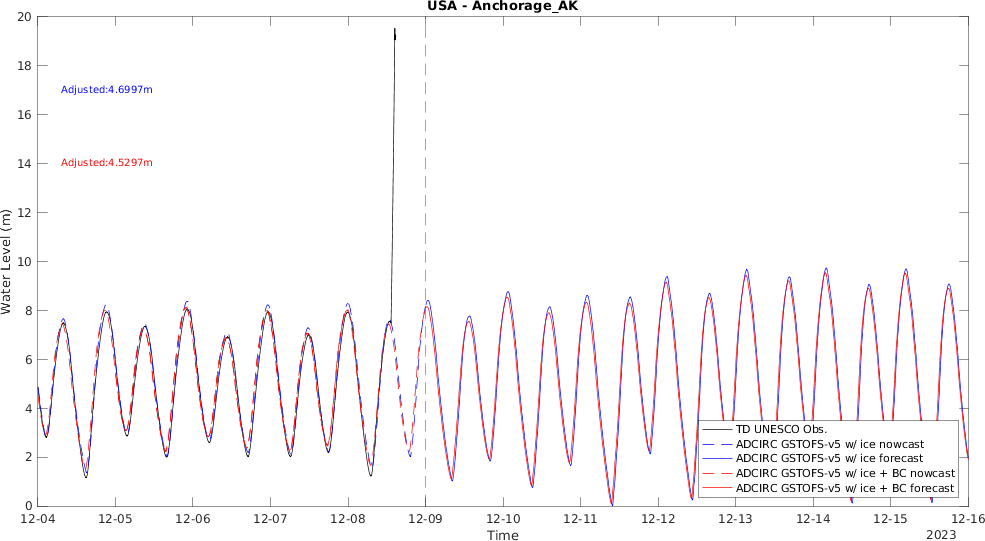 USA - Anchorage_AK
20
18
16
14
12
10
8
6
4
2
0
Water Level (m)
Adjusted:4.6997m
Adjusted:4.5297m
TD UNESCO Obs.
ADCIRC GSTOFS-v5 w/ ice nowcast
ADCIRC GSTOFS-v5 w/ ice forecast
ADCIRC GSTOFS-v5 w/ ice + BC nowcast
ADCIRC GSTOFS-v5 w/ ice + BC forecast
12-04 12-05 12-06 12-07 12-08 12-09 12-10 12-11 12-12 12-13 12-14 12-15 12-16
Time
2023